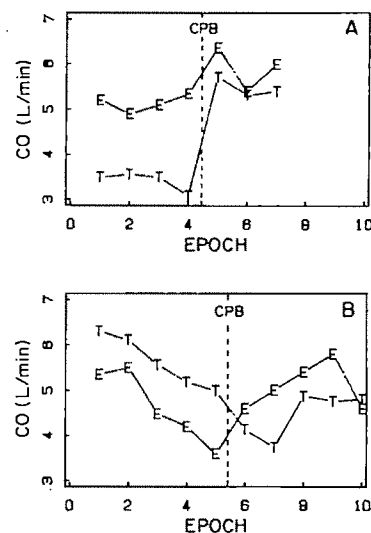 CPB
A
7
6
5
4
3
CO (L/min)
E E E E E E E
T T T T T T T
0 2 4 6 8 10
EPOCH
CPB
B
7
6
5
4
3
CO (L/min)
T T T T T T T T T T
E E E E E E E E E E
0 2 4 6 8 10
EPOCH